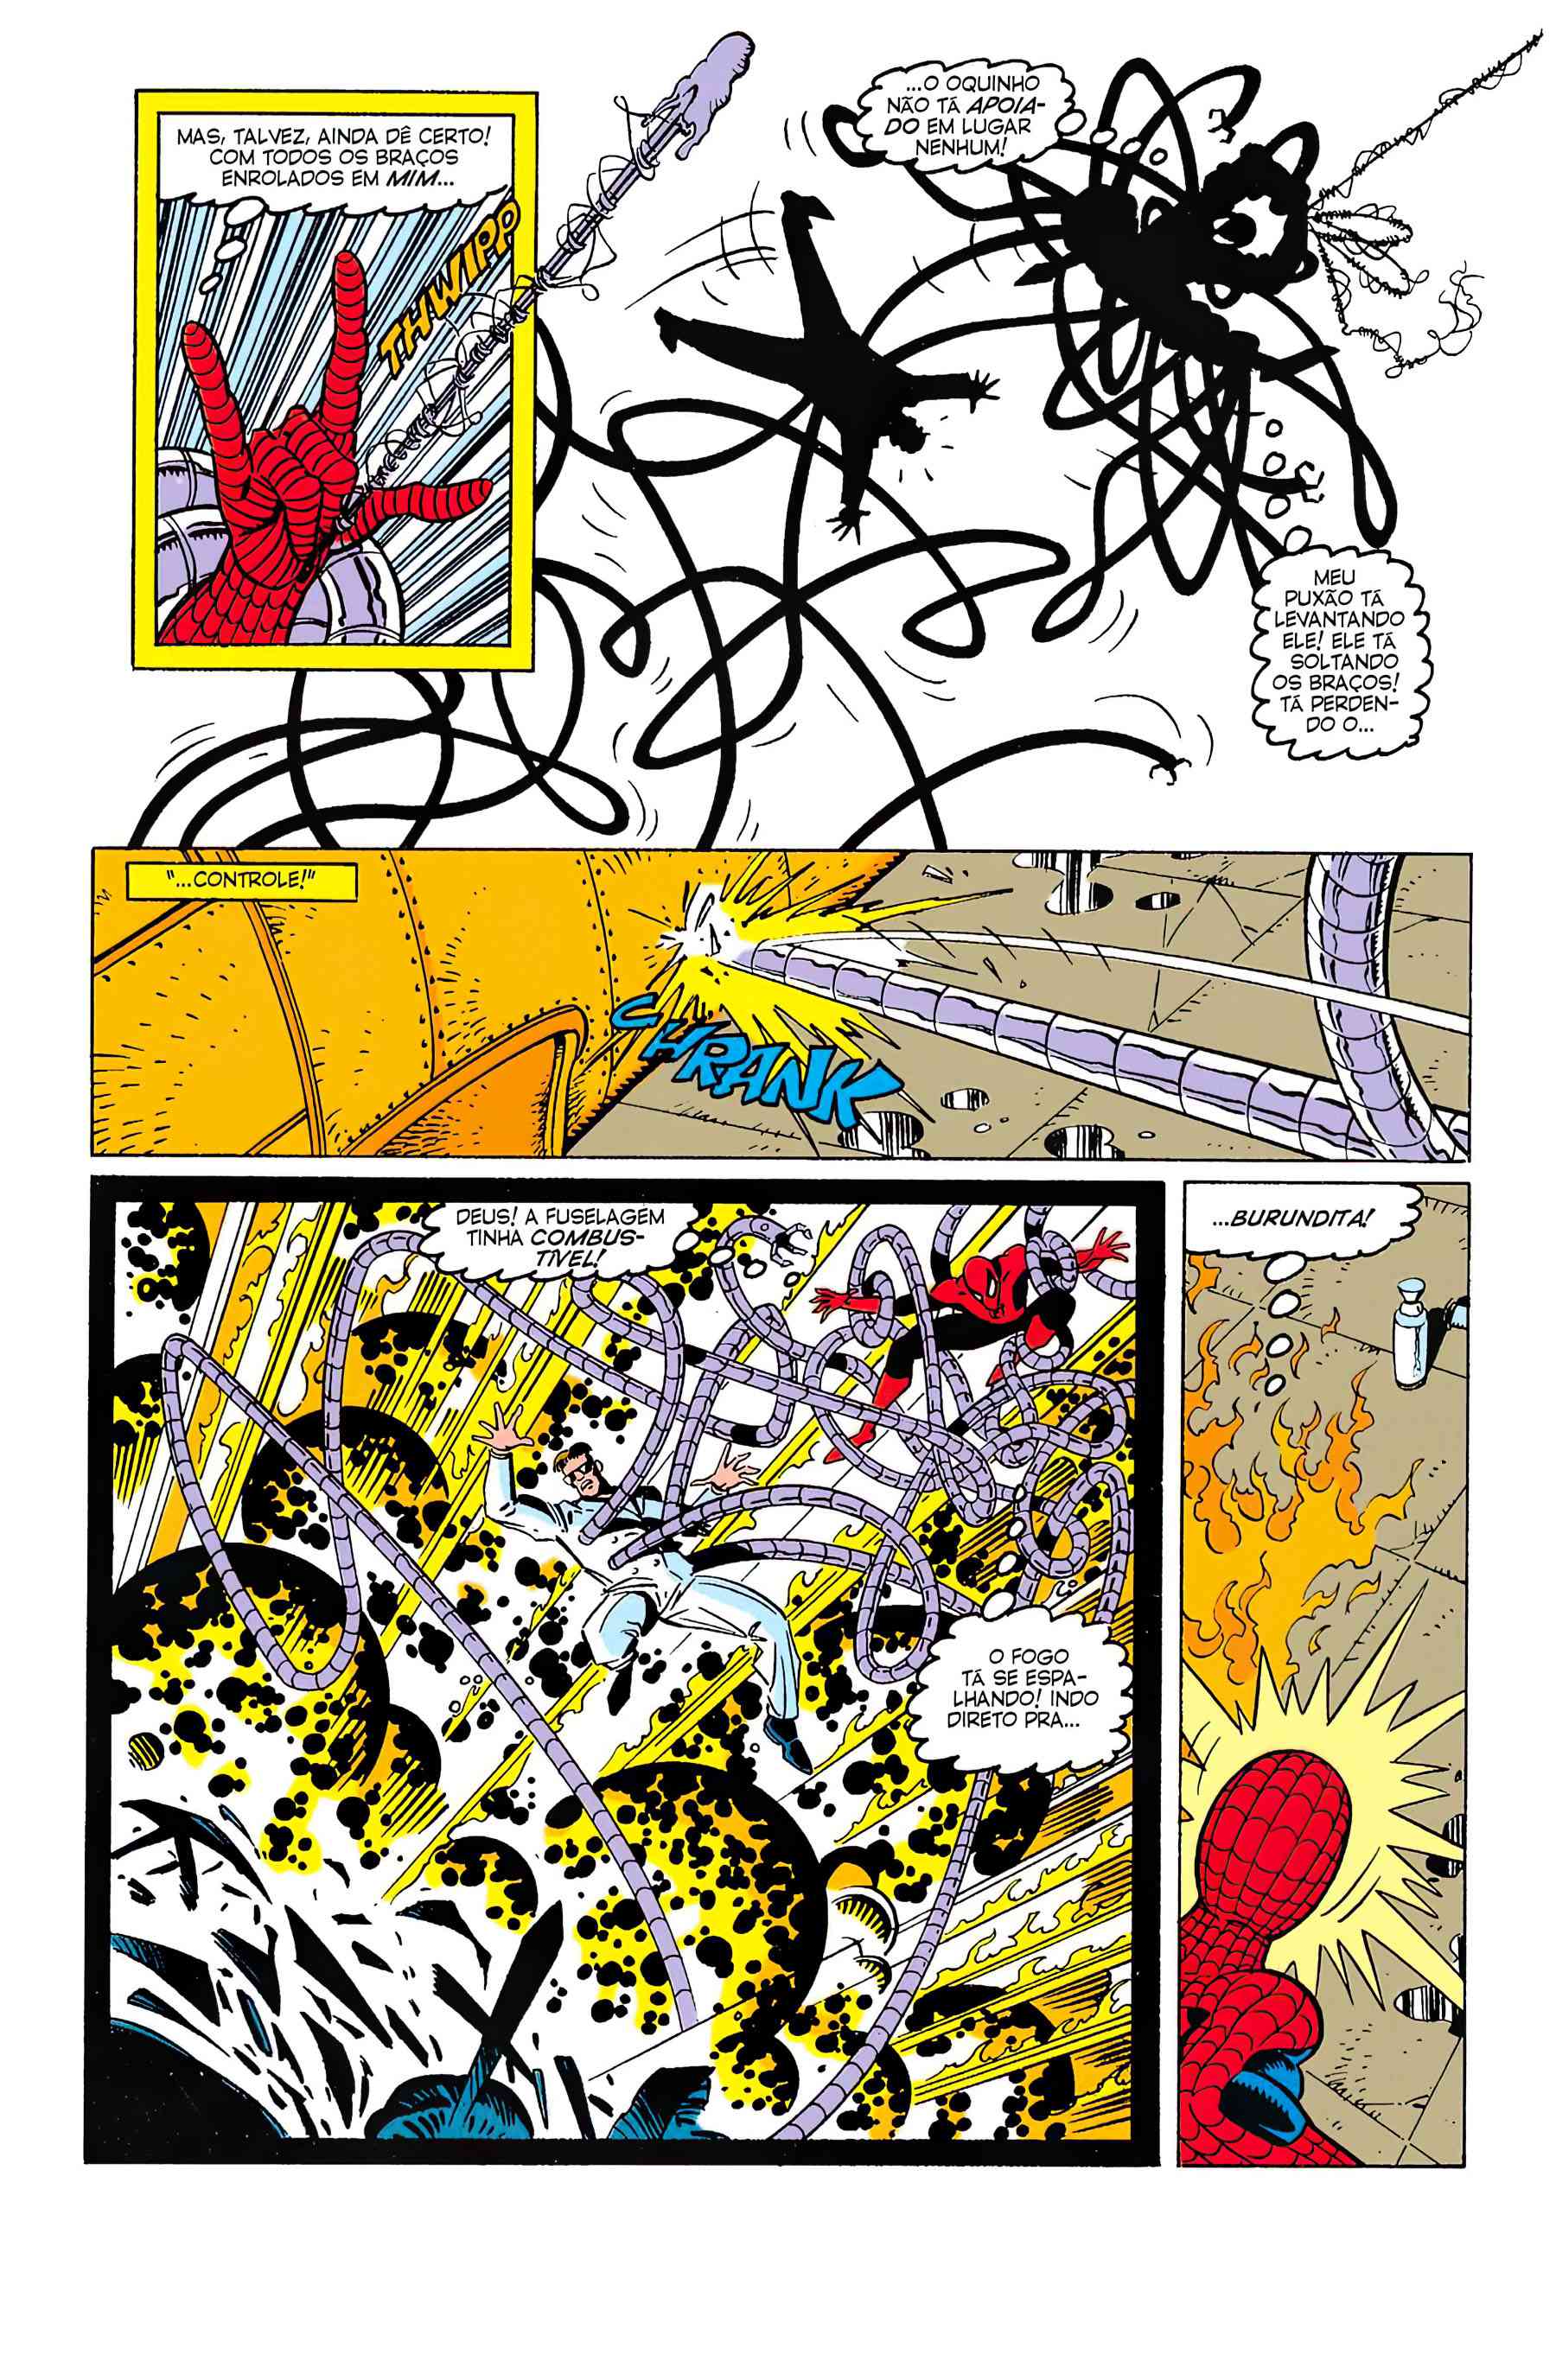 MAS, TALVEZ, AINDA DÊ CERTO!
COM TODOS OS BRAÇOS
ENROLADOS EM MIM...
THWIPP
...O OQUINHO
NÃO TÁ APOIA-
DO EM LUGAR
NENHUM!
MEU
PUXÃO TÁ
LEVANTANDO
ELE! ELE TÁ
SOLTANDO
OS BRAÇOS!
TÁ PERDEN-
DO O...
"...CONTROLE!"
CHRANK
DEUS! A FUSELAGEM
TINHA COMBUS-
TÍVEL!
O FOGO
TÁ SE ESPA-
LHANDO! INDO
DIRETO PRA...
...BURUNDITA!